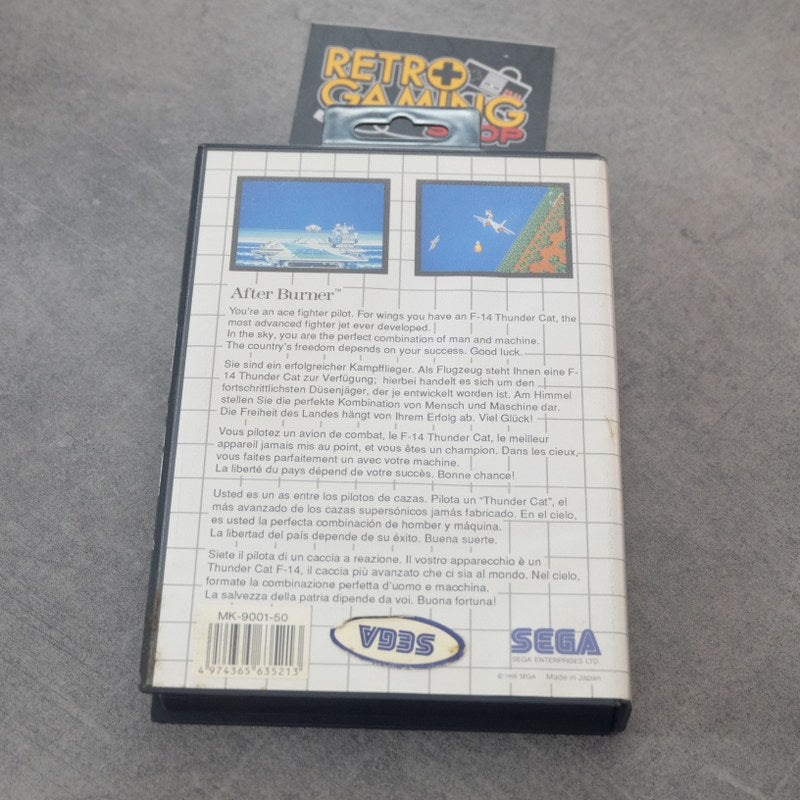 RETRO
GAMING
SHOP
After Burner™
You're an ace fighter pilot. For wings you have an F-14 Thunder Cat, the
most advanced fighter jet ever developed.
In the sky, you are the perfect combination of man and machine.
The country's freedom depends on your success. Good luck.
Sie sind ein erfolgreicher Kampfflieger. Als Flugzeug steht Ihnen eine F-
14 Thunder Cat zur Verfügung; hierbei handelt es sich um den
fortschrittlichsten Düsenjäger, der je entwickelt worden ist. Am Himmel
stellen Sie die perfekte Kombination von Mensch und Maschine dar.
Die Freiheit des Landes hängt von Ihrem Erfolg ab. Viel Glück!
Vous pilotez un avion de combat, le F-14 Thunder Cat, le meilleur
appareil jamais mis au point, et vous êtes un champion. Dans les cieux,
vous faites parfaitement un avec votre machine.
La liberté du pays dépend de votre succès. Bonne chance!
Usted es un as entre los pilotos de cazas. Pilota un "Thunder Cat", el
más avanzado de los cazas supersónicos jamás fabricado. En el cielo,
es usted la perfecta combinación de homber y máquina.
La libertad del país depende de su éxito. Buena suerte.
Siete il pilota di un caccia a reazione. Il vostro apparecchio è un
Thunder Cat F-14, il caccia più avanzato che ci sia al mondo. Nel cielo,
formate la combinazione perfetta d'uomo e macchina.
La salvezza della patria dipende da voi. Buona fortuna!
MK-9001-50
4 974365 635213
SEGA
SEGA
SEGA ENTERPRISES LTD.
© SEGA Made in Japan